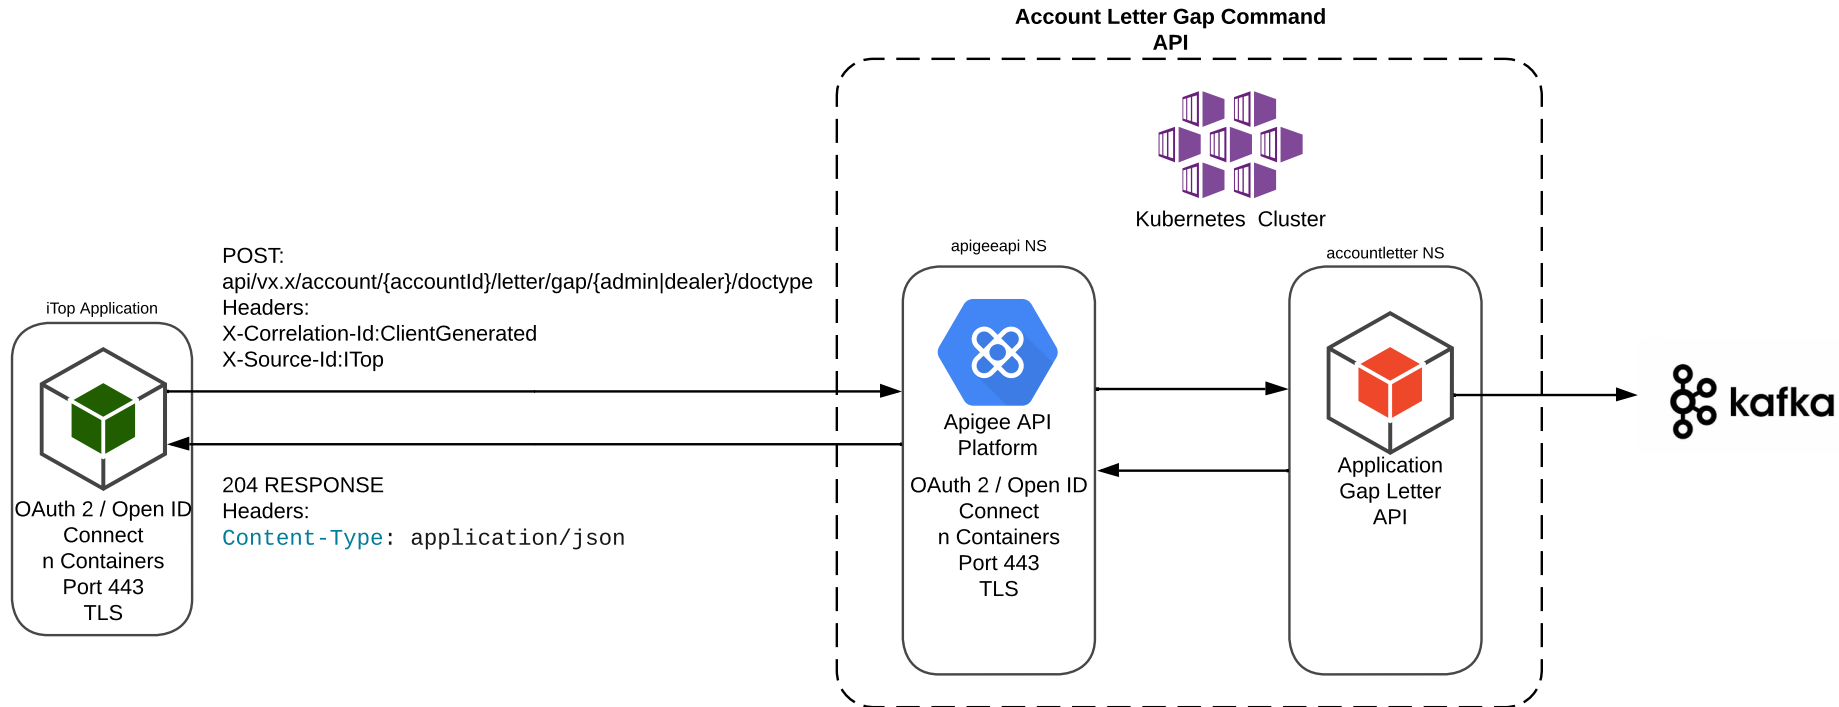 Account Letter Gap Command
API
Kubernetes  Cluster
apigeeapi NS
accountletter NS
POST:
api/vx.x/account/{accountId}/letter/gap/{admin|dealer}/doctype
Headers:
X-Correlation-Id:ClientGenerated
X-Source-Id:ITop
iTop Application
OAuth 2 / Open ID
Connect
n Containers
Port 443
TLS
204 RESPONSE
Headers:
Content-Type: application/json
Apigee API
Platform
OAuth 2 / Open ID
Connect
n Containers
Port 443
TLS
Application
Gap Letter
API
kafka